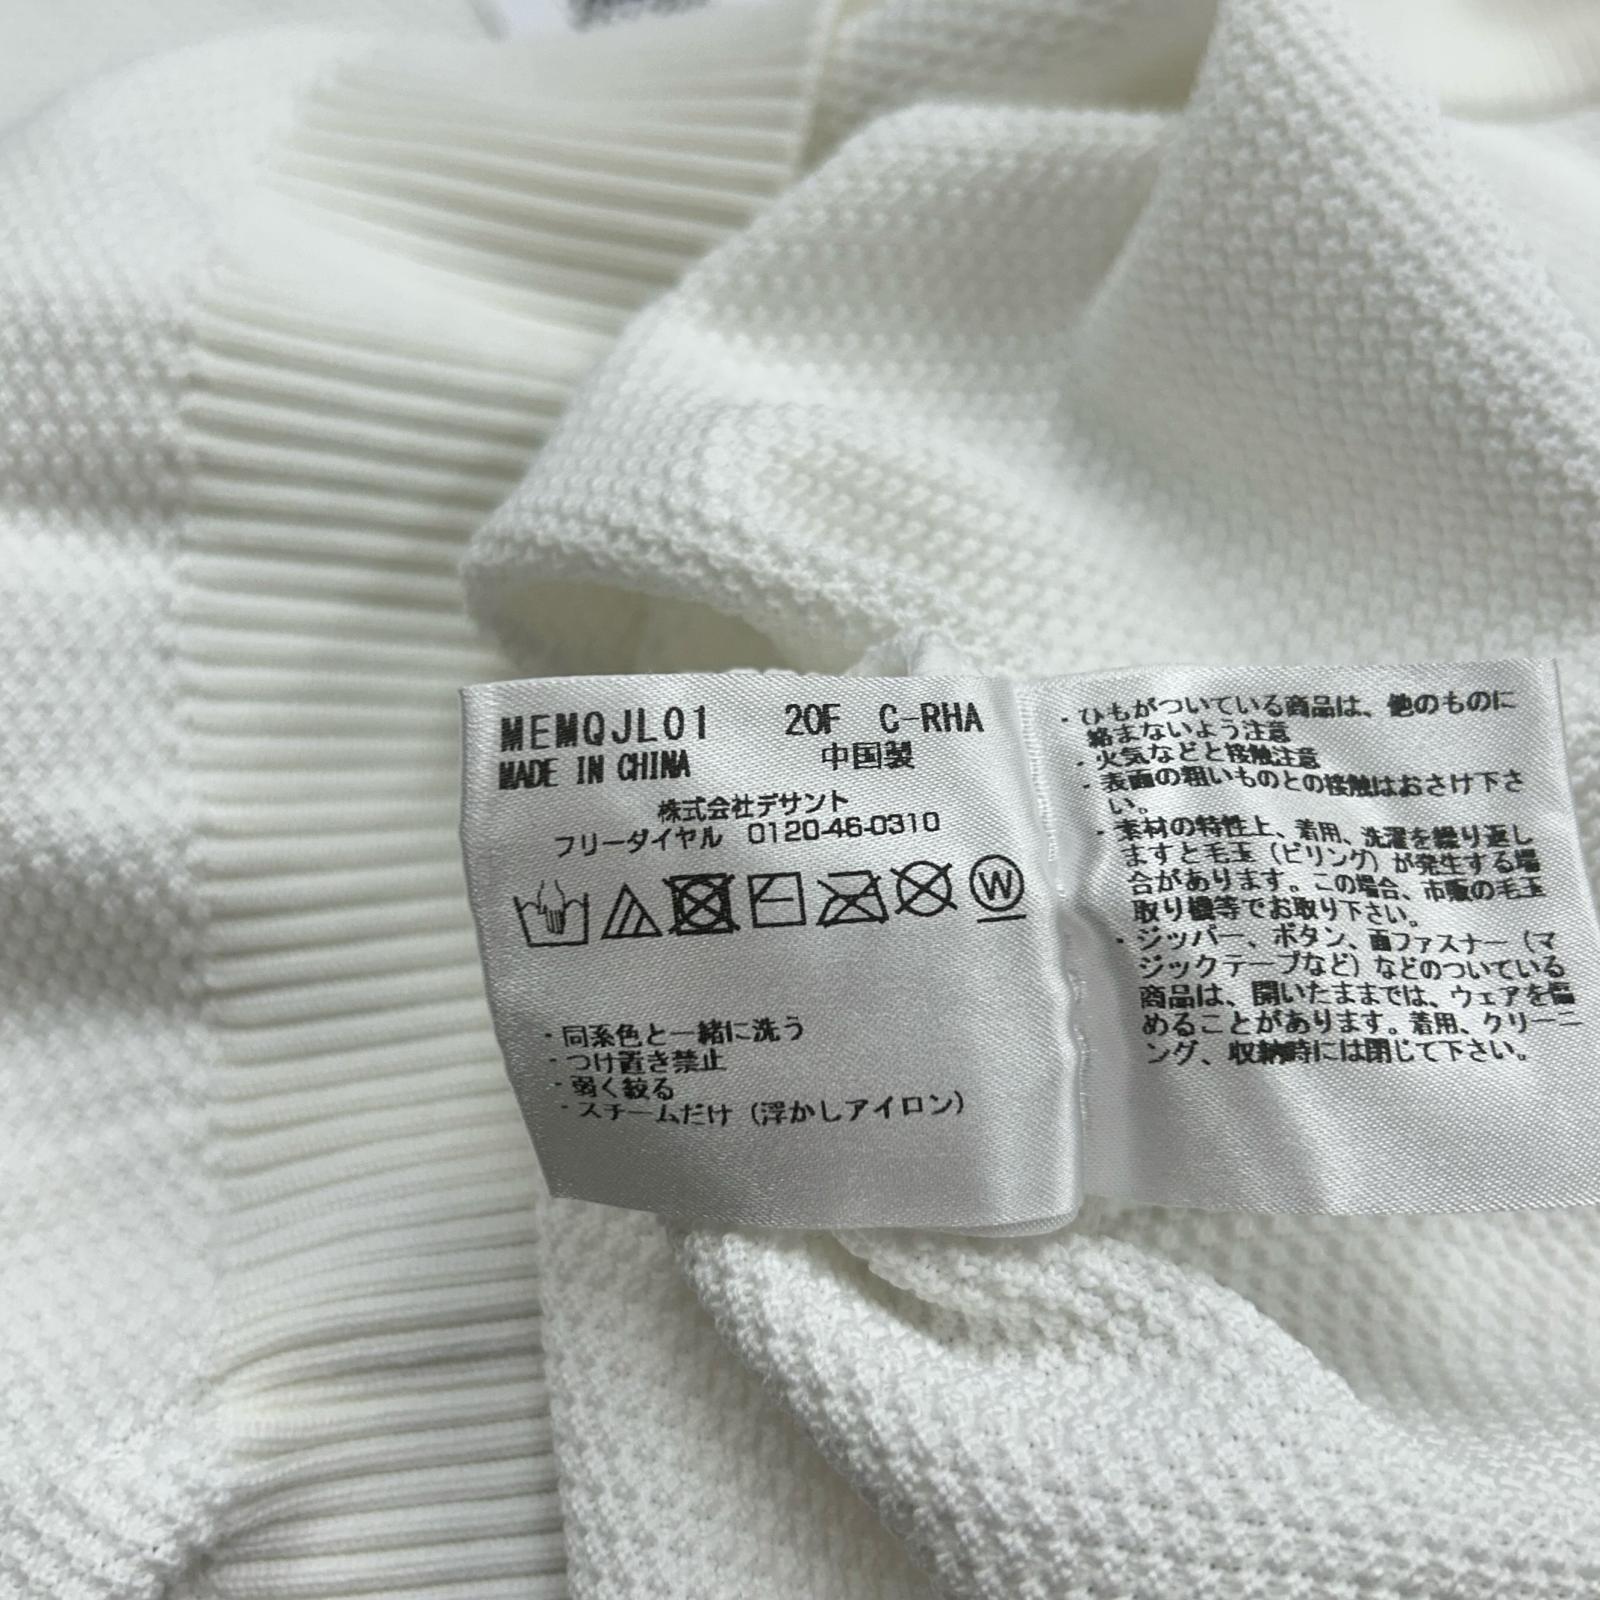 MEMQJL01 20F C-RHA
MADE IN CHINA 中国製
株式会社デサント
フリーダイヤル 0120-46-0310
W
・同系色と一緒に洗う
・つけ置き禁止
・弱く絞る
・スチームだけ（浮かしアイロン）
・ひもがついている商品は、他のものに
絡まないよう注意
・火気などと接触注意
・表面の粗いものとの接触はおさけ下さ
い。
・素材の特性上、着用、洗濯を繰り返し
ますと毛玉（ピリング）が発生する場
合があります。この場合、市販の毛玉
取り機等でお取り下さい。
・ジッパー、ボタン、面ファスナー（マ
ジックテープなど）などのついている
商品は、開いたままでは、ウェアを傷
めることがあります。着用、クリーニ
ング、収納時には閉じて下さい。